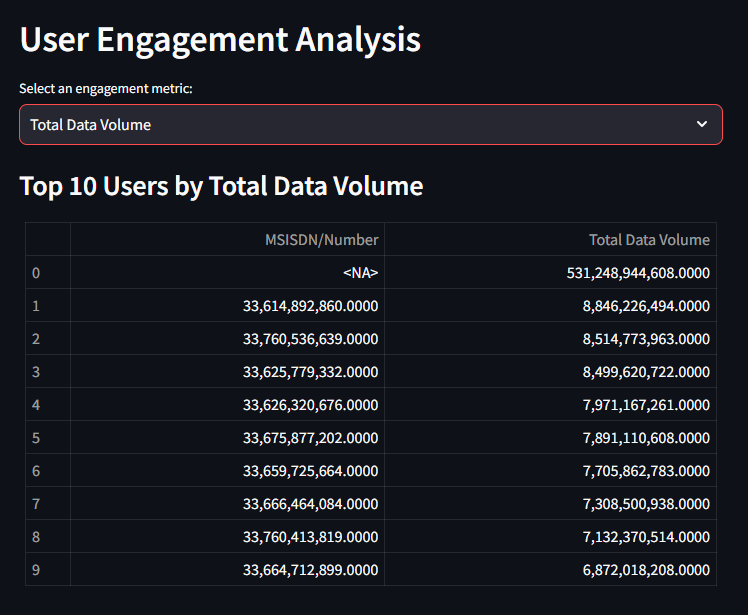 User Engagement Analysis
Select an engagement metric:
Total Data Volume
Top 10 Users by Total Data Volume
MSISDN/Number Total Data Volume
0 <NA> 531,248,944,608.0000
1 33,614,892,860.0000 8,846,226,494.0000
2 33,760,536,639.0000 8,514,773,963.0000
3 33,625,779,332.0000 8,499,620,722.0000
4 33,626,320,676.0000 7,971,167,261.0000
5 33,675,877,202.0000 7,891,110,608.0000
6 33,659,725,664.0000 7,705,862,783.0000
7 33,666,464,084.0000 7,308,500,938.0000
8 33,760,413,819.0000 7,132,370,514.0000
9 33,664,712,899.0000 6,872,018,208.0000